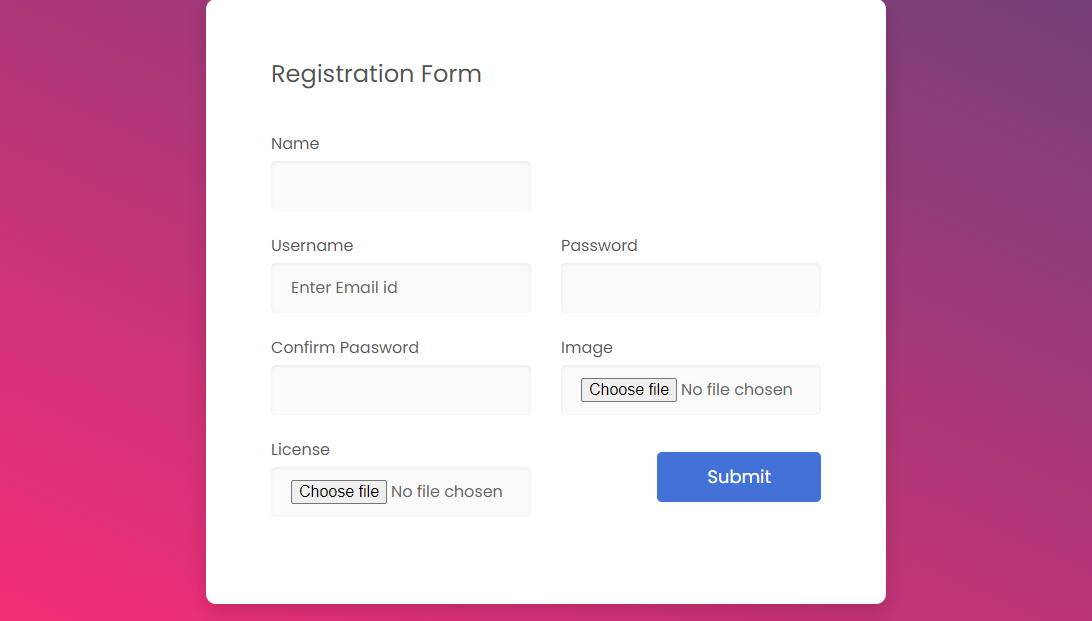 Registration Form
Name
Username Password
Enter Email id
Confirm Paasword Image
Choose file No file chosen
License
Choose file No file chosen
Submit